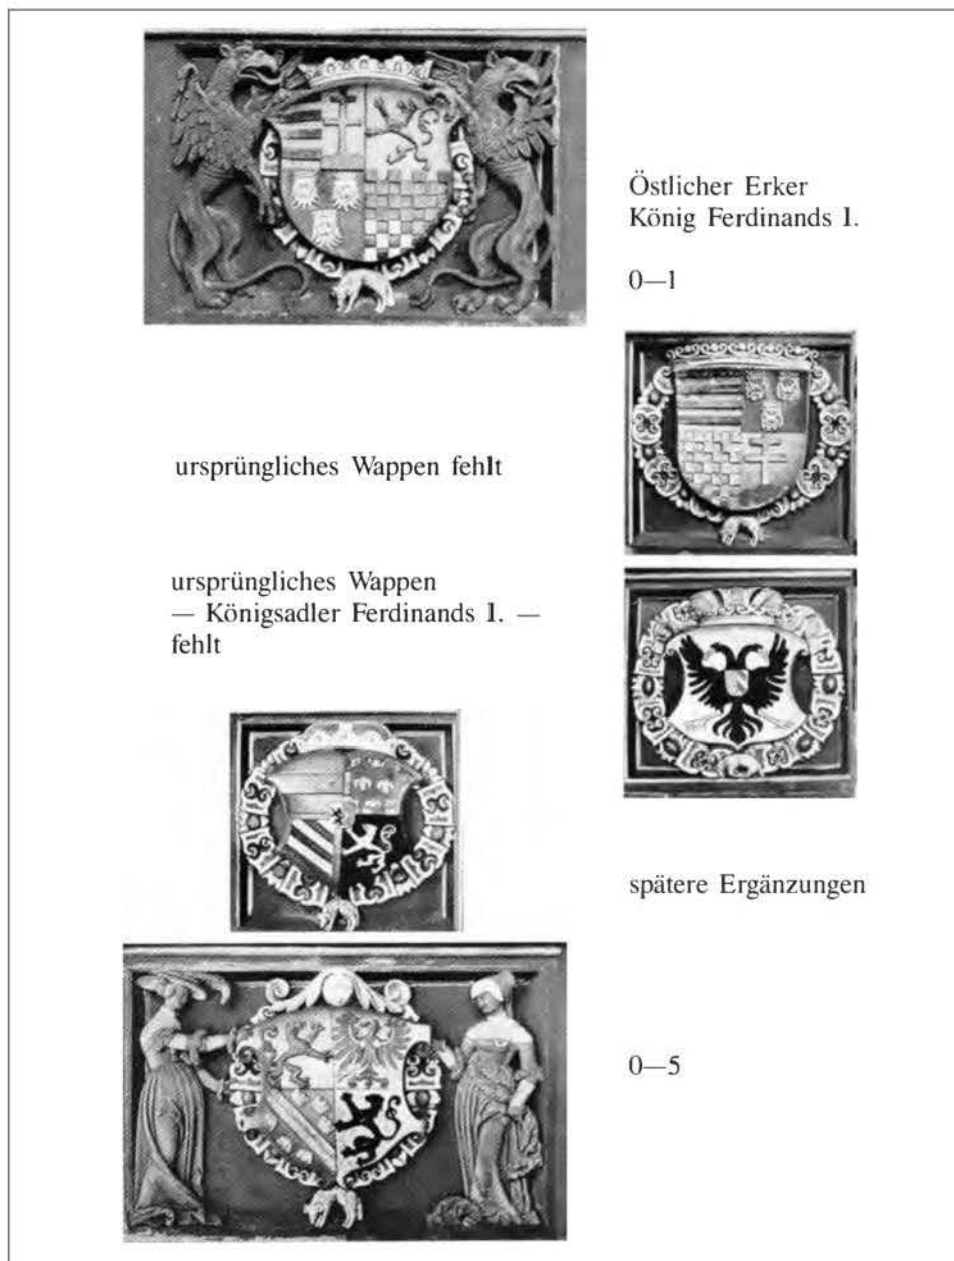 Östlicher Erker
König Ferdinands I.
0—1
ursprüngliches Wappen fehlt
ursprüngliches Wappen
— Königsadler Ferdinands I. —
fehlt
spätere Ergänzungen
0—5